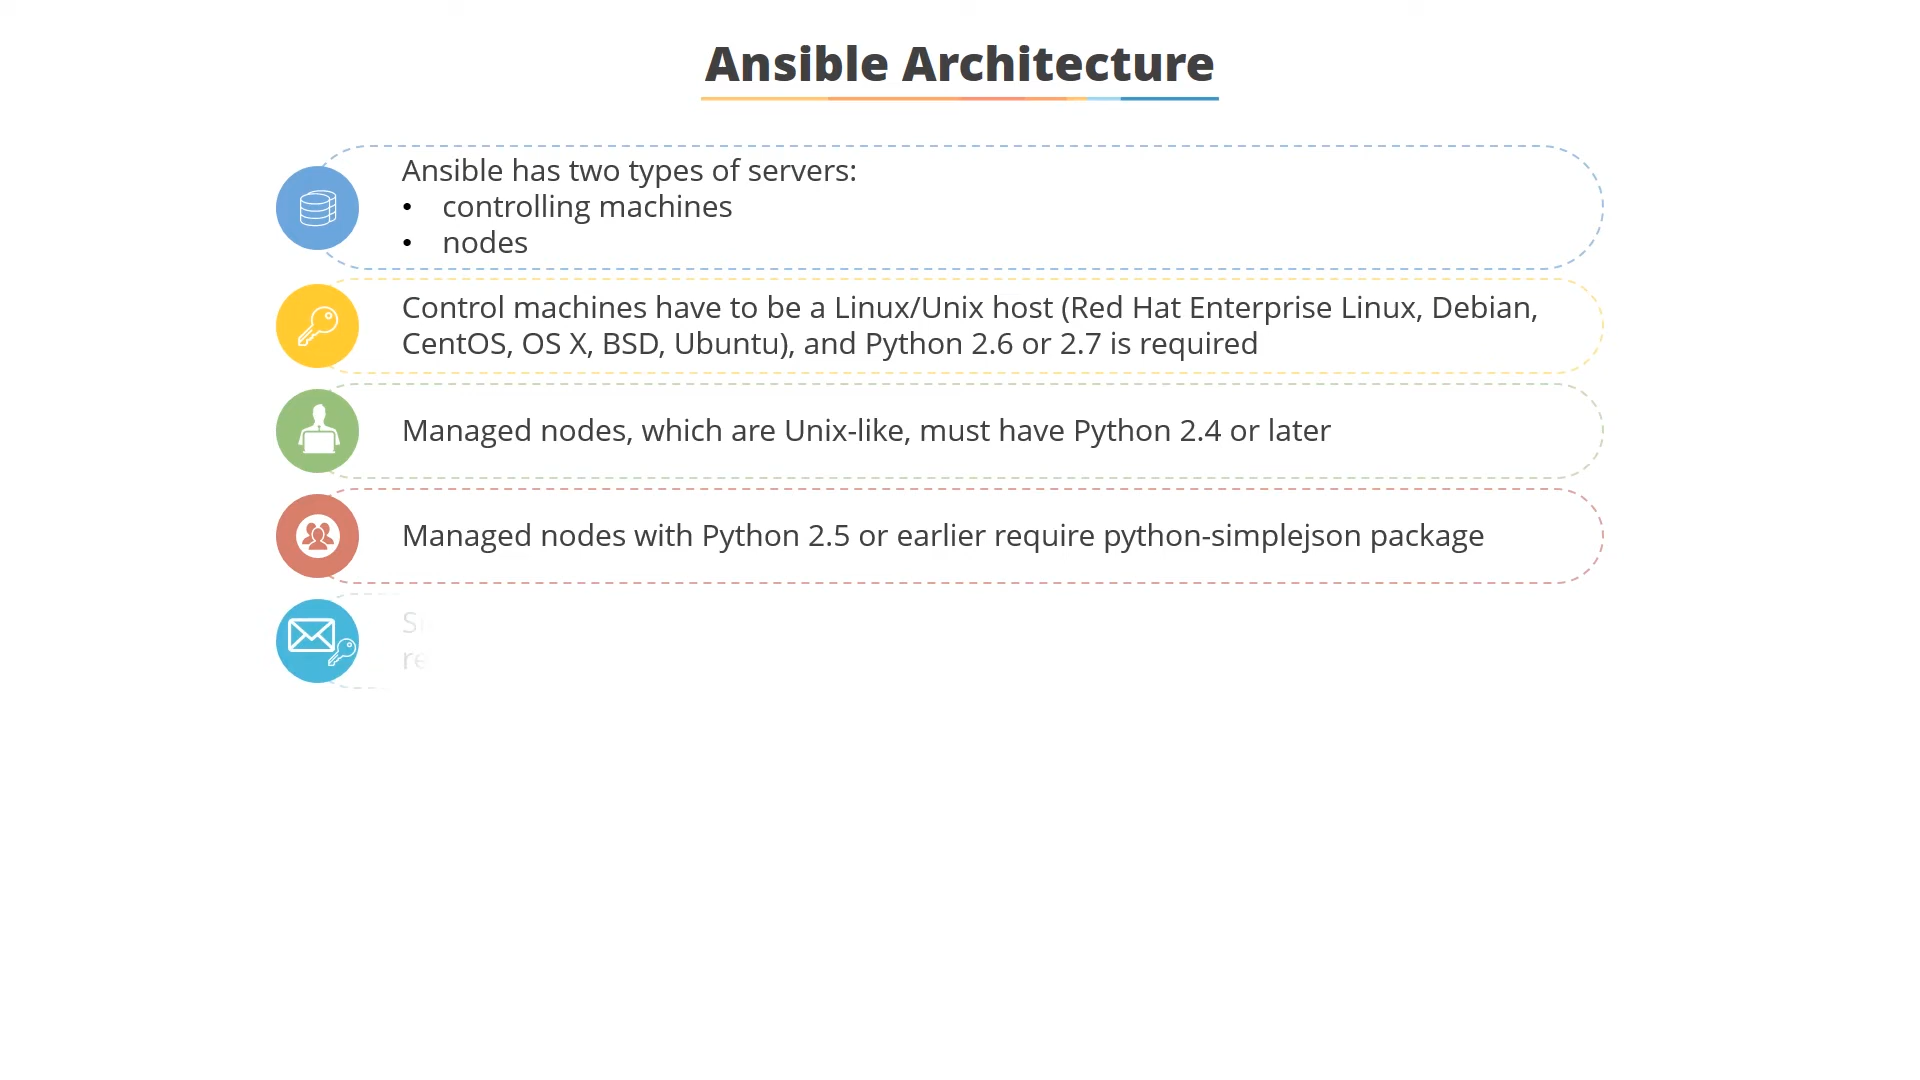 Ansible Architecture
Ansible has two types of servers:
• controlling machines
• nodes
Control machines have to be a Linux/Unix host (Red Hat Enterprise Linux, Debian,
CentOS, OS X, BSD, Ubuntu), and Python 2.6 or 2.7 is required
Managed nodes, which are Unix-like, must have Python 2.4 or later
Managed nodes with Python 2.5 or earlier require python-simplejson package